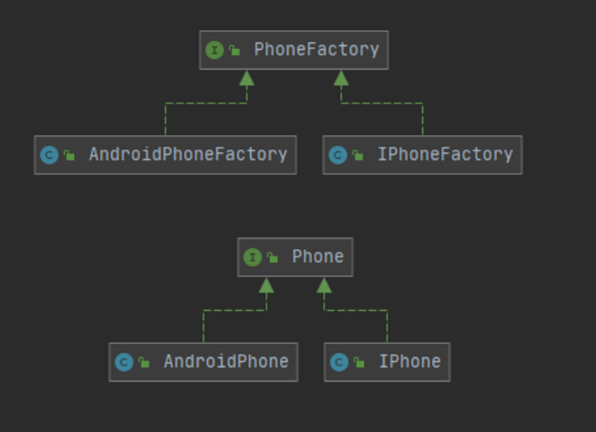 I PhoneFactory
C AndroidPhoneFactory
C IPhoneFactory
I Phone
C AndroidPhone
C IPhone